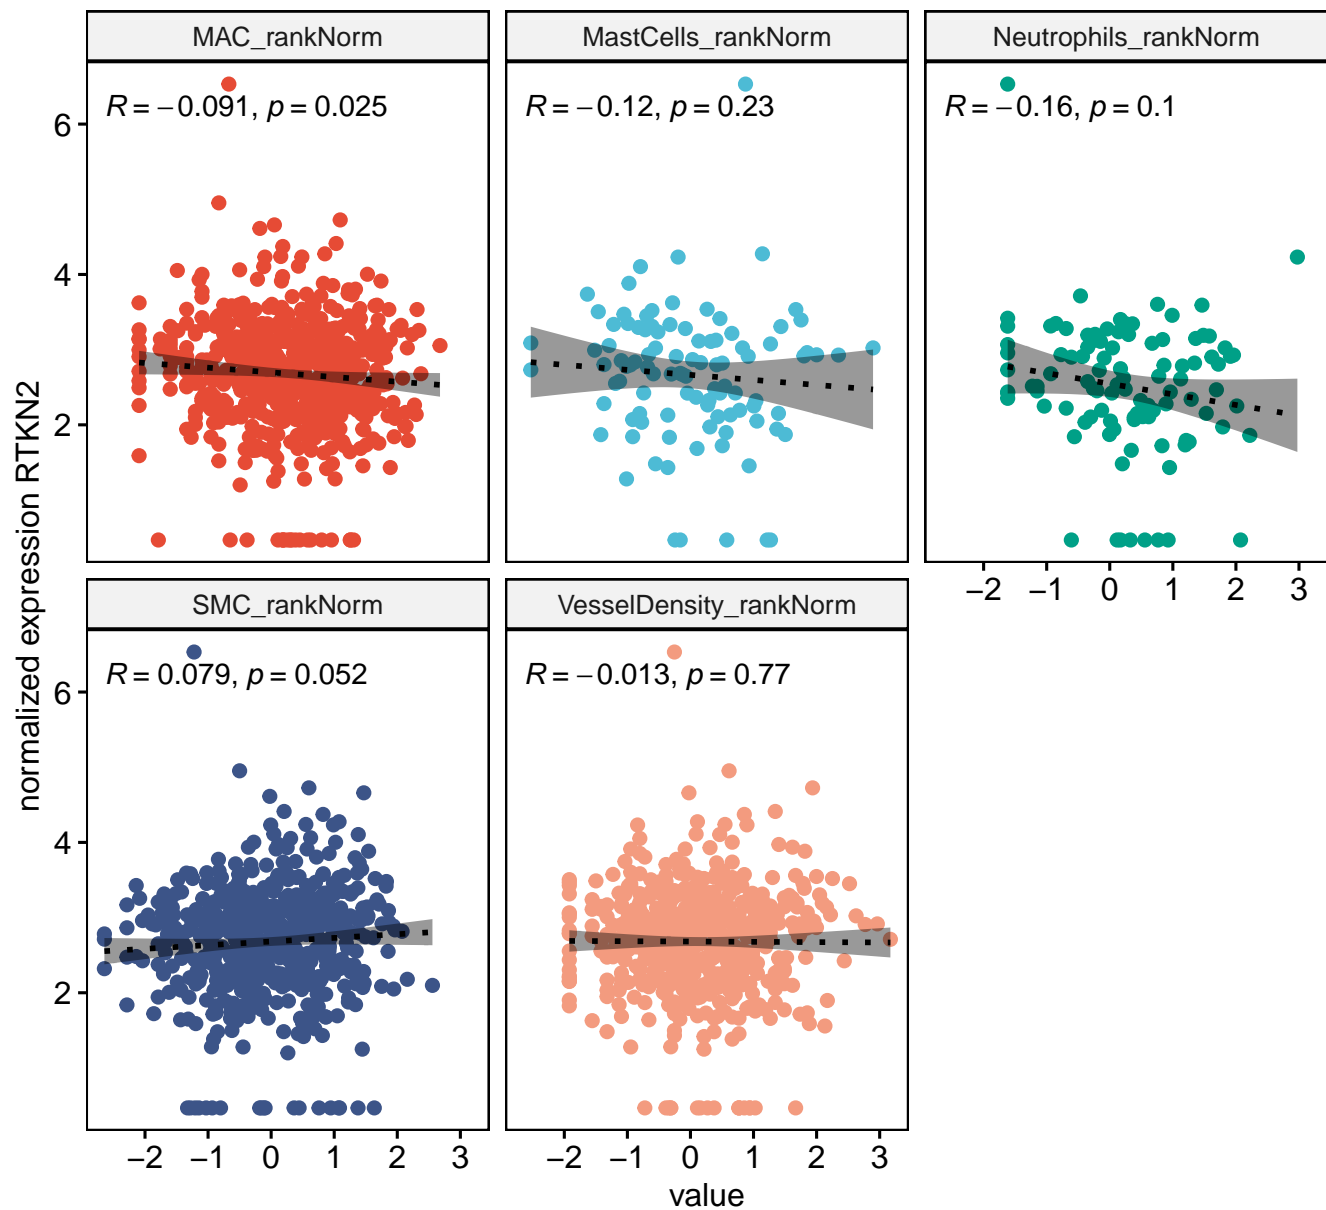 MAC_rankNorm
MastCells_rankNorm
Neutrophils_rankNorm
R = −0.091, p = 0.025
R = −0.12, p = 0.23
R = −0.16, p = 0.1
6
4
2
−2 −1 0 1 2 3
SMC_rankNorm
VesselDensity_rankNorm
R = 0.079, p = 0.052
R = −0.013, p = 0.77
6
4
2
−2 −1 0 1 2 3
−2 −1 0 1 2 3
value
normalized expression RTKN2